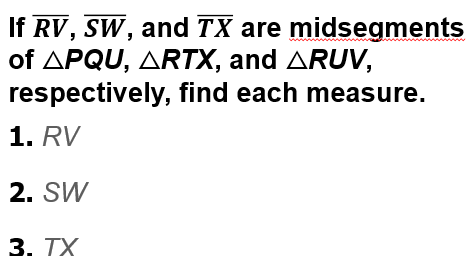 If RV, SW, and TX are midsegments
of △PQU, △RTX, and △RUV,
respectively, find each measure.
1. RV
2. SW
3. TX